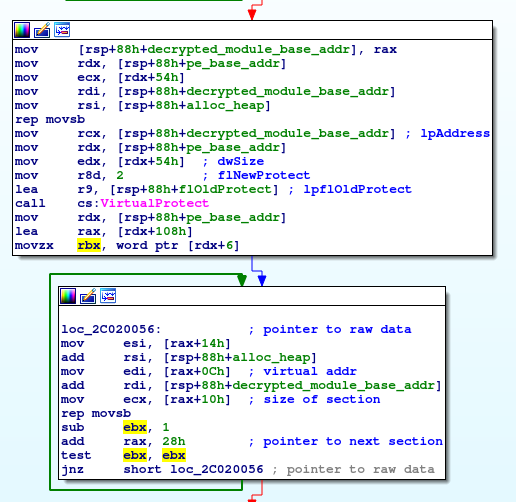 mov [rsp+88h+decrypted_module_base_addr], rax
mov rdx, [rsp+88h+pe_base_addr]
mov ecx, [rdx+54h]
mov rdi, [rsp+88h+decrypted_module_base_addr]
mov rsi, [rsp+88h+alloc_heap]
rep movsb
mov rcx, [rsp+88h+decrypted_module_base_addr] ; lpAddress
mov rdx, [rsp+88h+pe_base_addr]
mov edx, [rdx+54h] ; dwSize
mov r8d, 2 ; flNewProtect
lea r9, [rsp+88h+flOldProtect] ; lpflOldProtect
call cs:VirtualProtect
mov rdx, [rsp+88h+pe_base_addr]
lea rax, [rdx+108h]
movzx rbx, word ptr [rdx+6]
loc_2C020056: ; pointer to raw data
mov esi, [rax+14h]
add rsi, [rsp+88h+alloc_heap]
mov edi, [rax+0Ch] ; virtual addr
add rdi, [rsp+88h+decrypted_module_base_addr]
mov ecx, [rax+10h] ; size of section
rep movsb
sub ebx, 1
add rax, 28h ; pointer to next section
test ebx, ebx
jnz short loc_2C020056 ; pointer to raw data